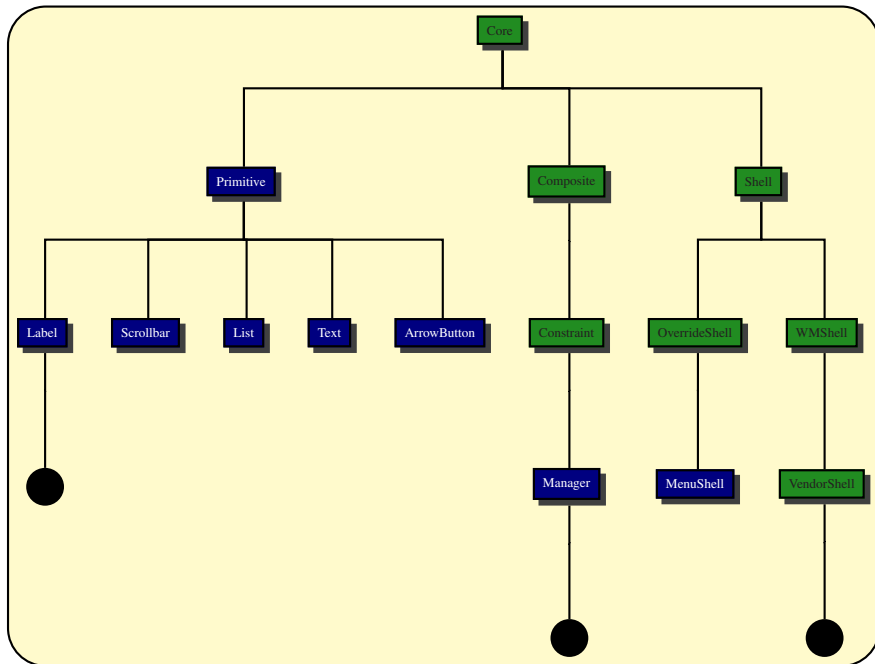 Core
Primitive
Composite
Shell
Label
Scrollbar
List
Text
ArrowButton
Constraint
OverrideShell
WMShell
Manager
MenuShell
VendorShell